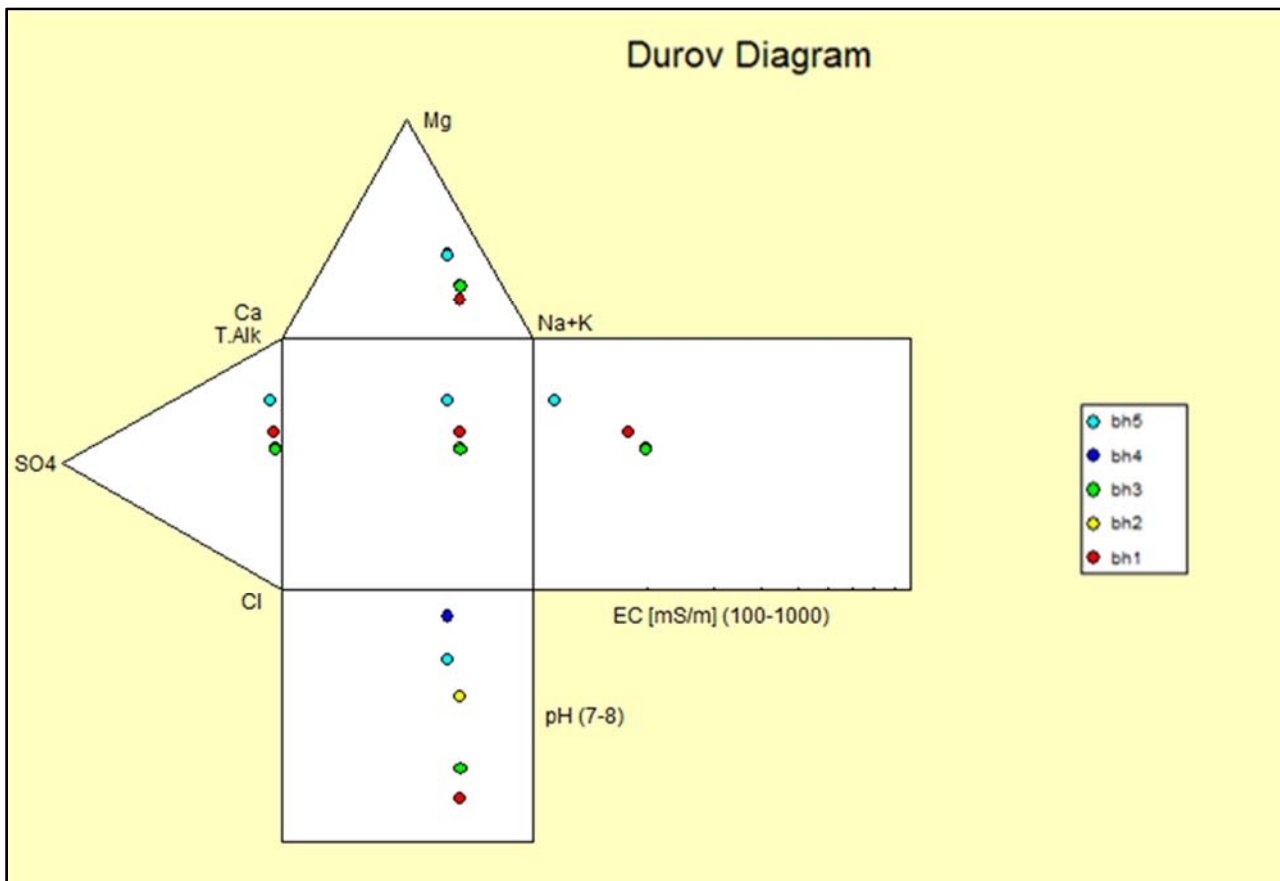 Durov Diagram
Mg
Ca
T.Alk
Na+K
SO4
Cl
EC [mS/m] (100-1000)
pH (7-8)
bh5
bh4
bh3
bh2
bh1